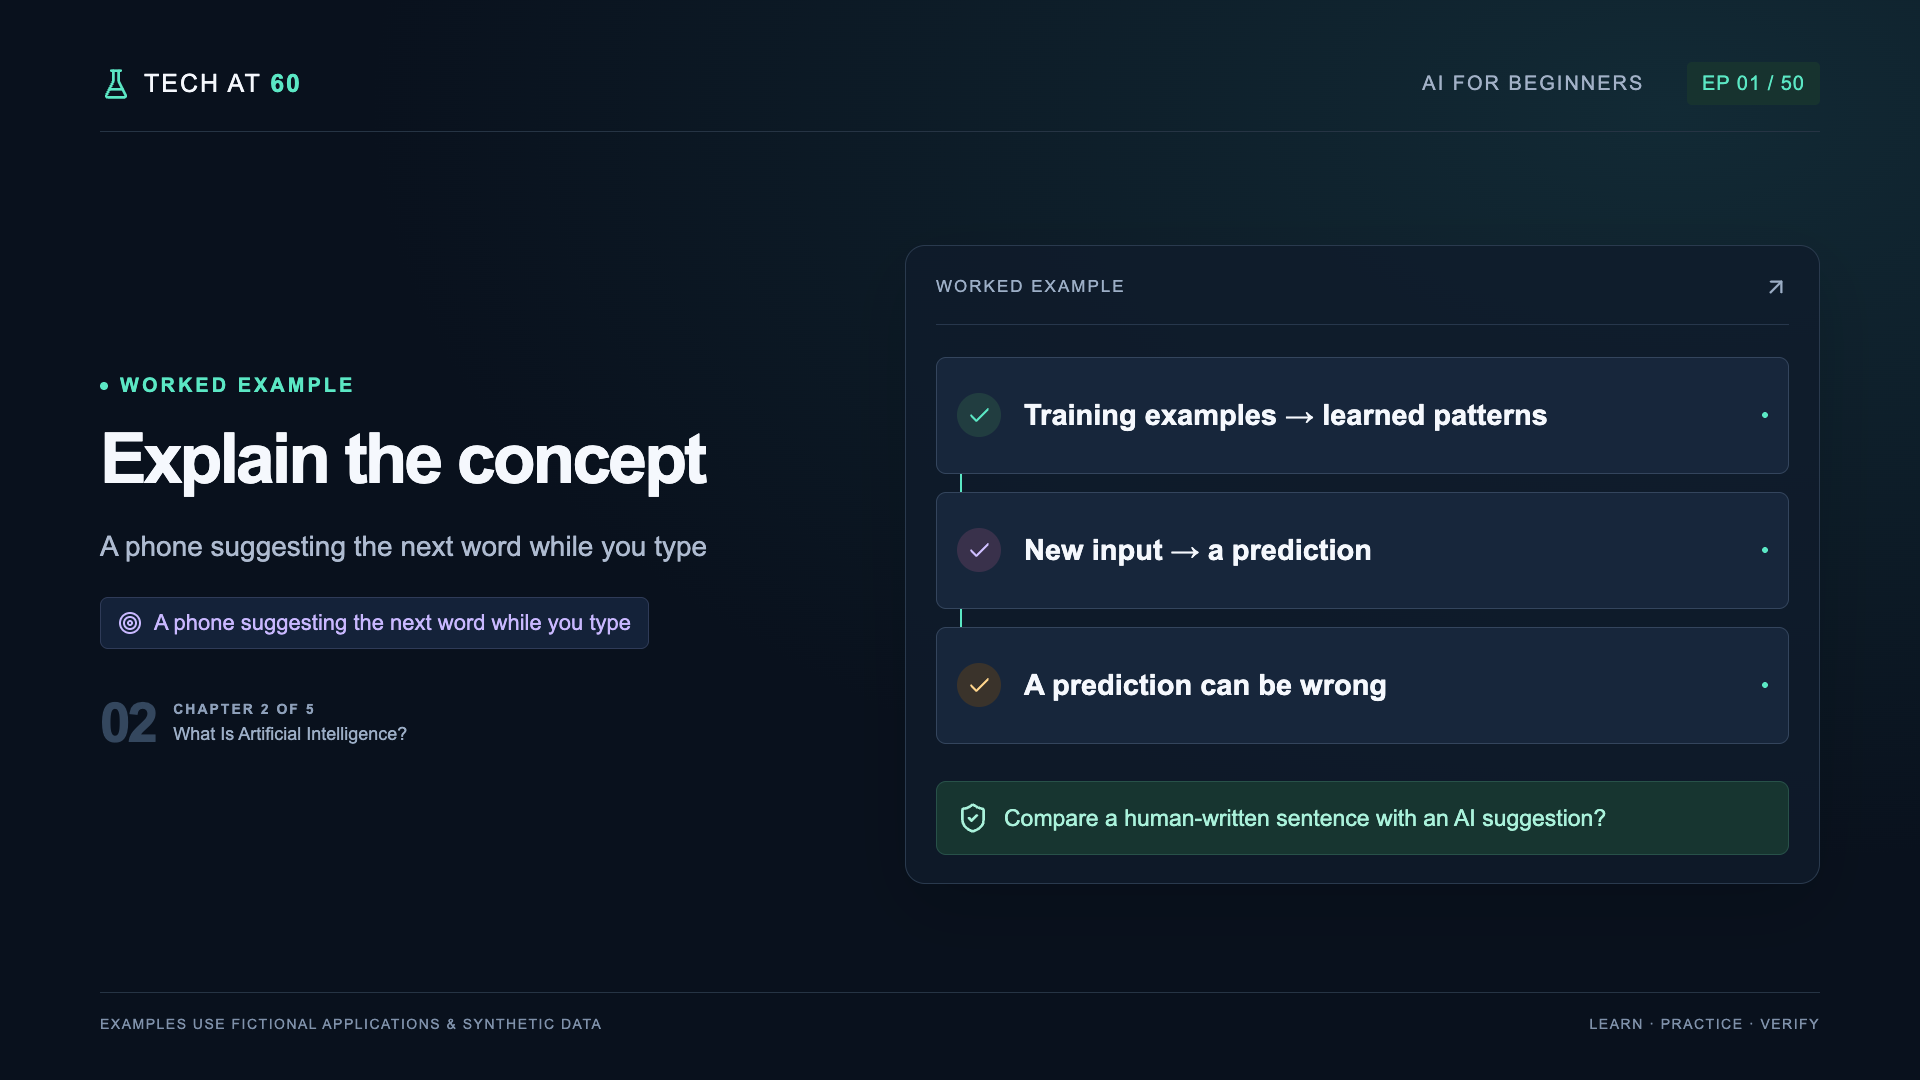 TECH AT 60
AI FOR BEGINNERS
EP 01 / 50
WORKED EXAMPLE
Explain the concept
A phone suggesting the next word while you type
A phone suggesting the next word while you type
02
CHAPTER 2 OF 5
What Is Artificial Intelligence?
WORKED EXAMPLE
Training examples → learned patterns
New input → a prediction
A prediction can be wrong
Compare a human-written sentence with an AI suggestion?
EXAMPLES USE FICTIONAL APPLICATIONS & SYNTHETIC DATA
LEARN · PRACTICE · VERIFY